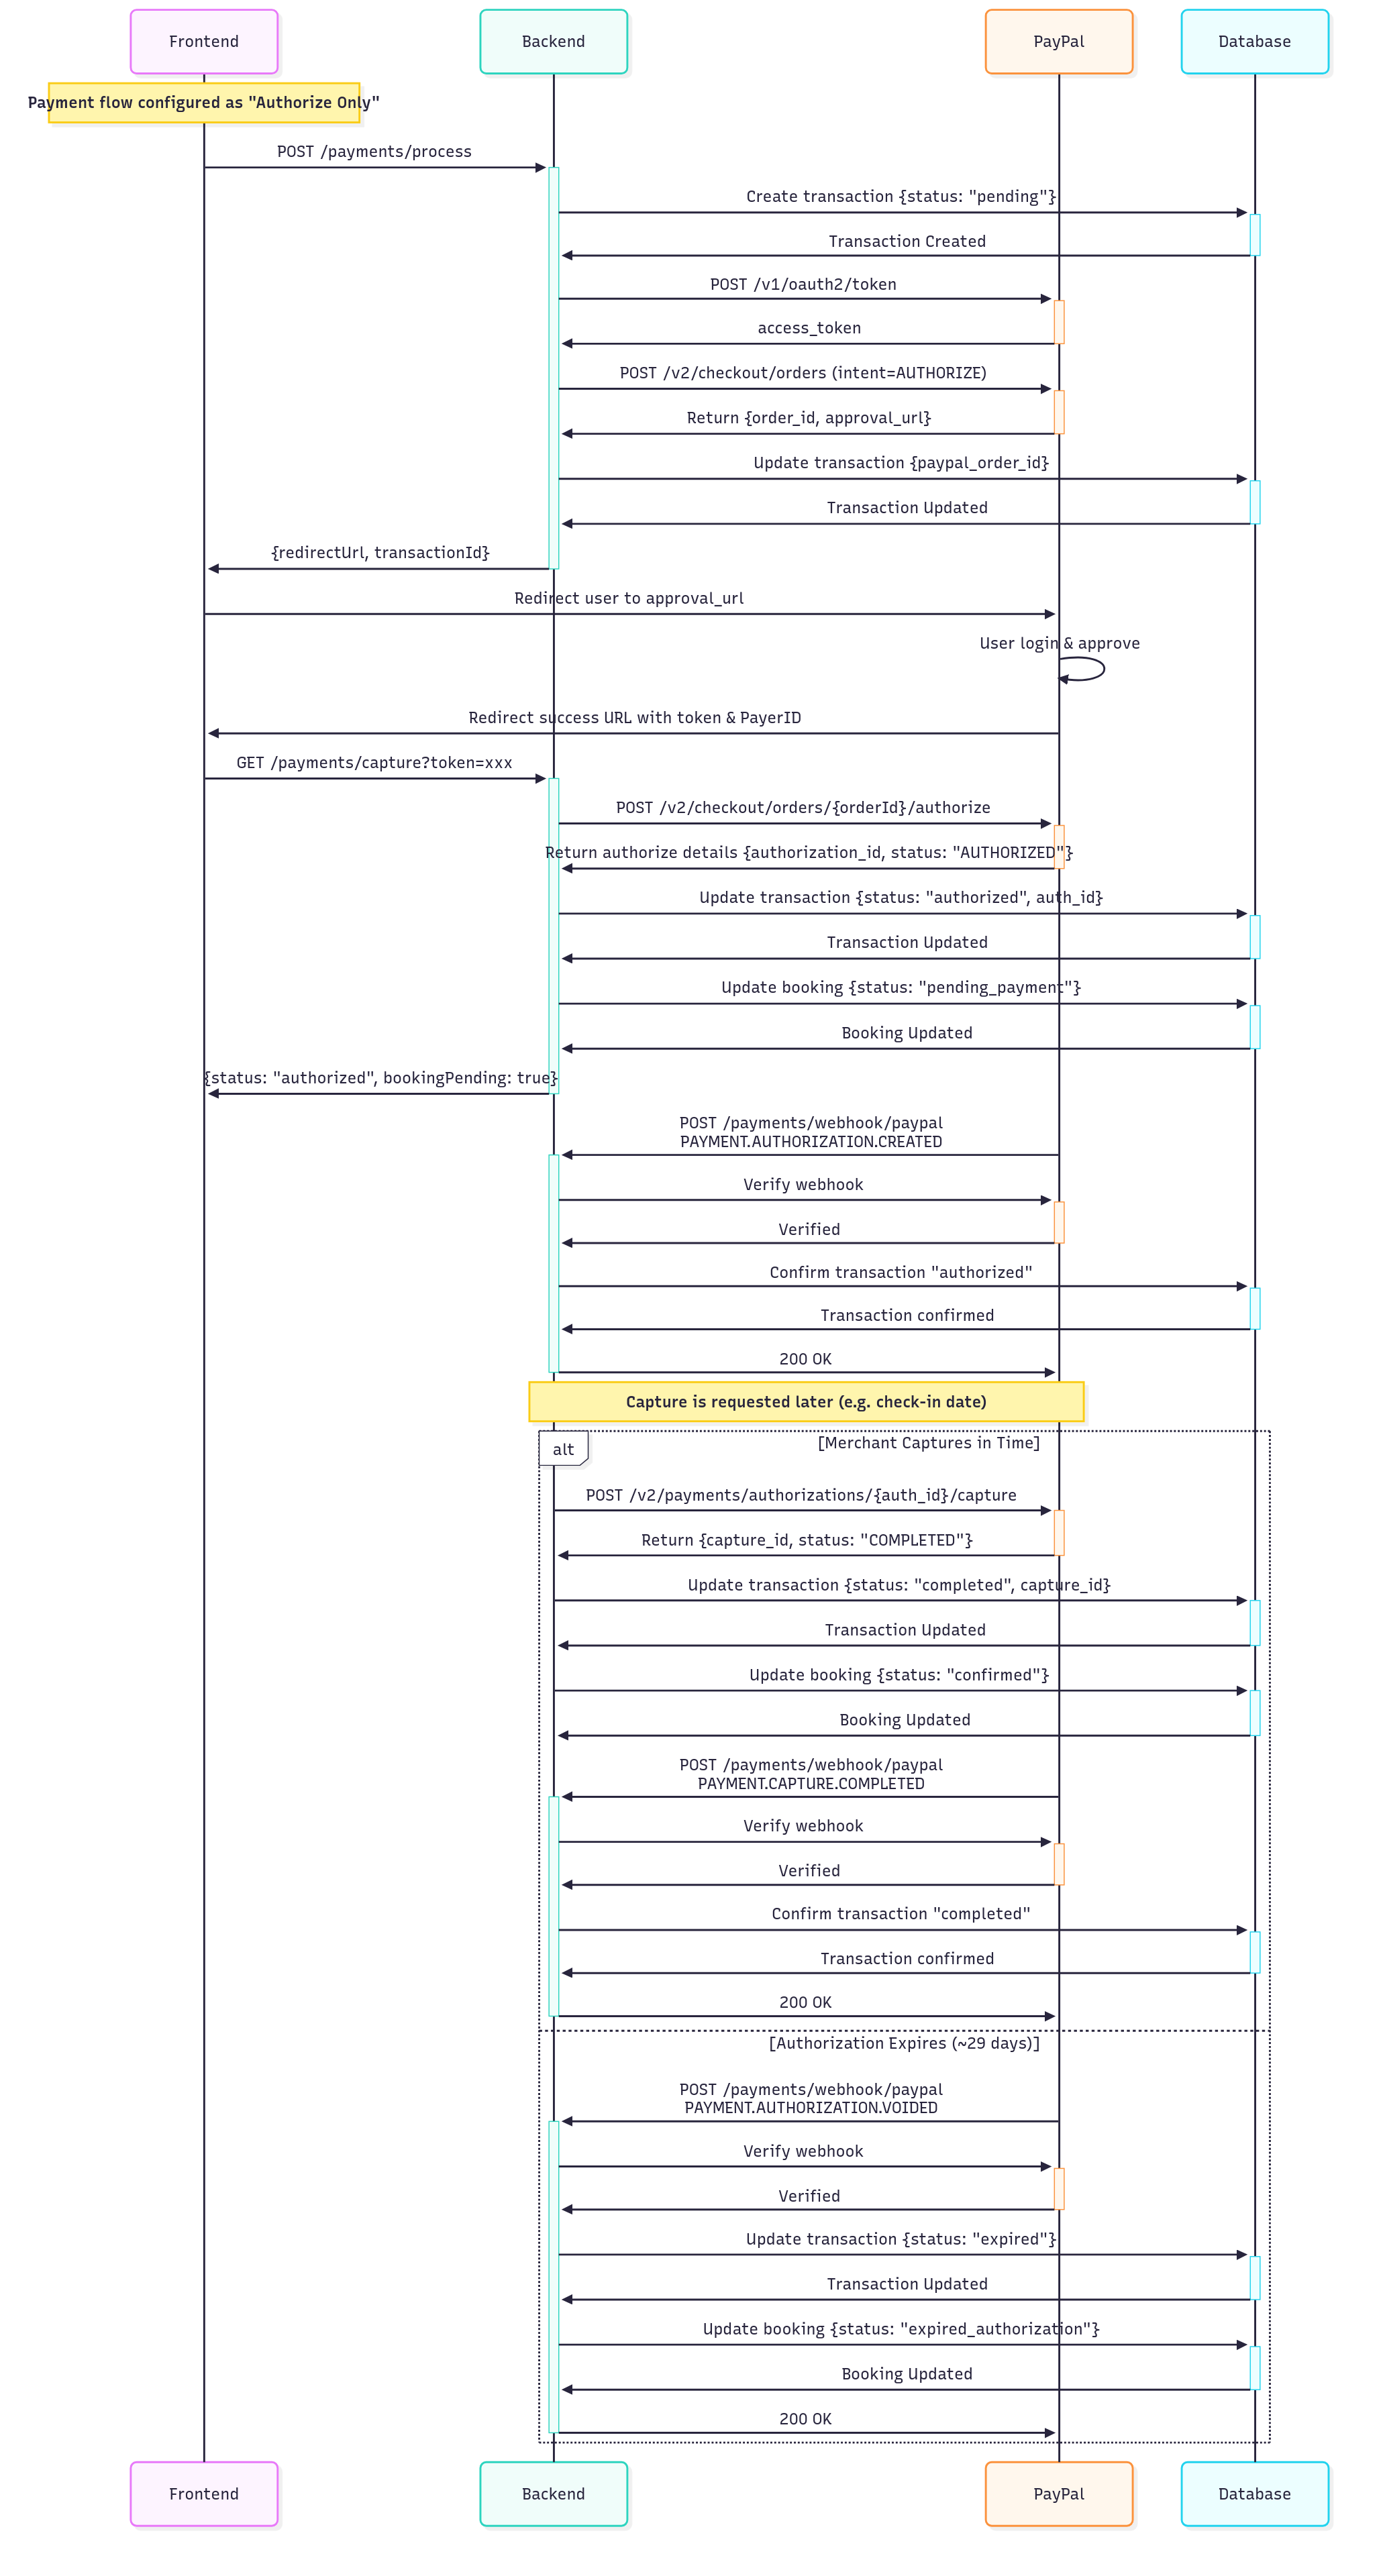 Frontend
Backend
PayPal
Database
Payment flow configured as "Authorize Only"
POST /payments/process
Create transaction {status: "pending"}
Transaction Created
POST /v1/oauth2/token
access_token
POST /v2/checkout/orders (intent=AUTHORIZE)
Return {order_id, approval_url}
Update transaction {paypal_order_id}
Transaction Updated
{redirectUrl, transactionId}
Redirect user to approval_url
User login & approve
Redirect success URL with token & PayerID
GET /payments/capture?token=xxx
POST /v2/checkout/orders/{orderId}/authorize
Return authorize details {authorization_id, status: "AUTHORIZED"}
Update transaction {status: "authorized", auth_id}
Transaction Updated
Update booking {status: "pending_payment"}
Booking Updated
{status: "authorized", bookingPending: true}
POST /payments/webhook/paypal
PAYMENT.AUTHORIZATION.CREATED
Verify webhook
Verified
Confirm transaction "authorized"
Transaction confirmed
200 OK
Capture is requested later (e.g. check-in date)
alt
[Merchant Captures in Time]
POST /v2/payments/authorizations/{auth_id}/capture
Return {capture_id, status: "COMPLETED"}
Update transaction {status: "completed", capture_id}
Transaction Updated
Update booking {status: "confirmed"}
Booking Updated
POST /payments/webhook/paypal
PAYMENT.CAPTURE.COMPLETED
Verify webhook
Verified
Confirm transaction "completed"
Transaction confirmed
200 OK
[Authorization Expires (~29 days)]
POST /payments/webhook/paypal
PAYMENT.AUTHORIZATION.VOIDED
Verify webhook
Verified
Update transaction {status: "expired"}
Transaction Updated
Update booking {status: "expired_authorization"}
Booking Updated
200 OK
Frontend
Backend
PayPal
Database